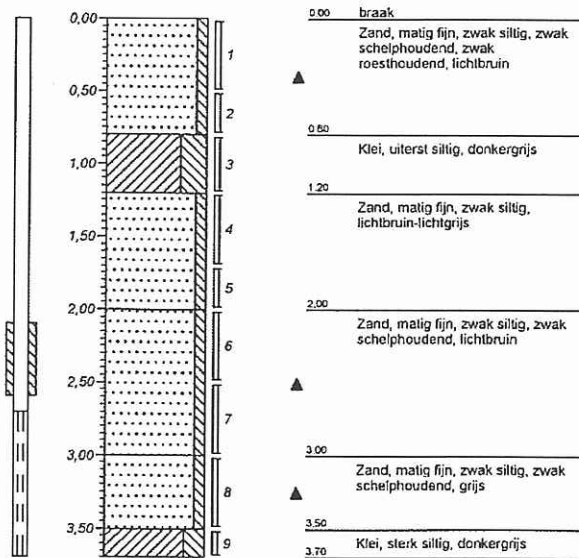 0,00
0,50
1,00
1,50
2,00
2,50
3,00
3,50
1
2
3
4
5
6
7
8
9
0.00 braak
Zand, matig fijn, zwak siltig, zwak
schelphoudend, zwak
roesthoudend, lichtbruin
0.80
Klei, uiterst siltig, donkergrijs
1.20
Zand, matig fijn, zwak siltig,
lichtbruin-lichtgrijs
2.00
Zand, matig fijn, zwak siltig, zwak
schelphoudend, lichtbruin
3.00
Zand, matig fijn, zwak siltig, zwak
schelphoudend, grijs
3.50
Klei, sterk siltig, donkergrijs
3.70